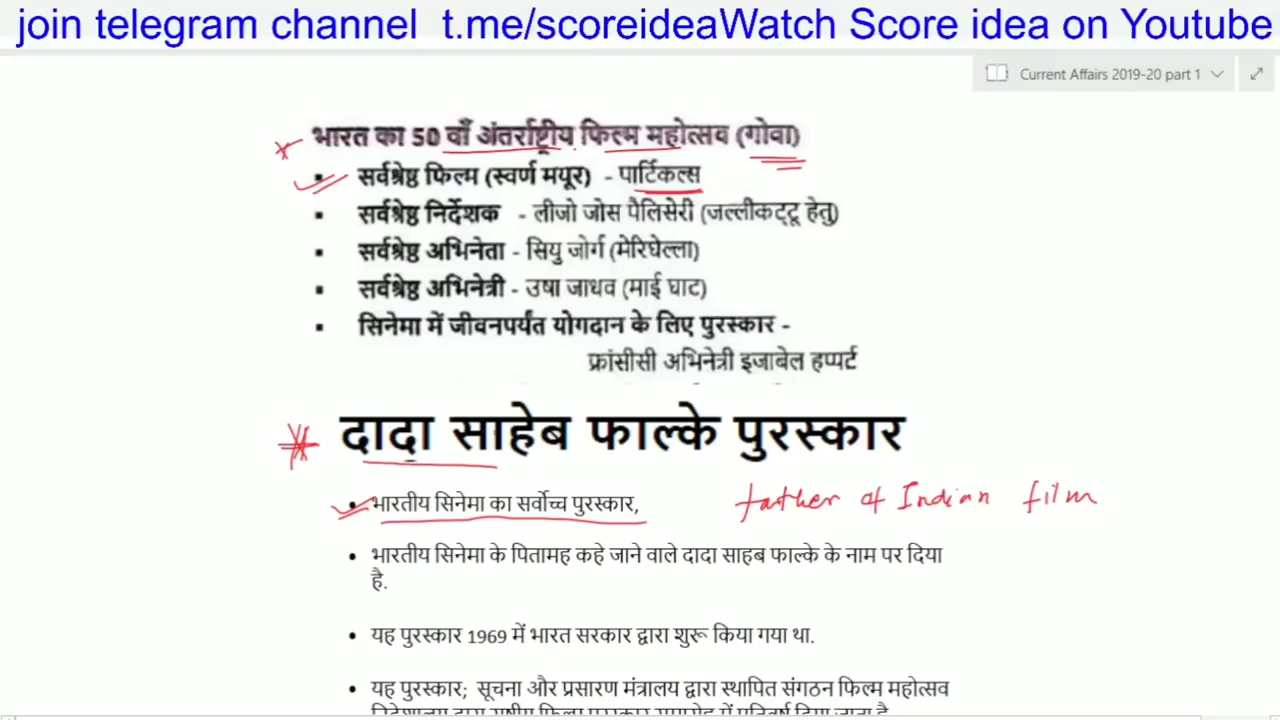 join telegram channel t.me/scoreideaWatch Score idea on Youtube
Current Affairs 2019-20 part 1
भारत का 50 वाँ अंतर्राष्ट्रीय फिल्म महोत्सव (गोवा)
▪ सर्वश्रेष्ठ फिल्म (स्वर्ण मयूर) - पार्टिकल्स
▪ सर्वश्रेष्ठ निर्देशक - लीजो जोस पैलिसेरी (जल्लीकट्टू हेतु)
▪ सर्वश्रेष्ठ अभिनेता - सियु जोर्ग (मेरिघेल्ला)
▪ सर्वश्रेष्ठ अभिनेत्री - उषा जाधव (माई घाट)
▪ सिनेमा में जीवनपर्यंत योगदान के लिए पुरस्कार -
फ्रांसीसी अभिनेत्री इजाबेल हप्पर्ट
दादा साहेब फाल्के पुरस्कार
• भारतीय सिनेमा का सर्वोच्च पुरस्कार,
father of Indian film
• भारतीय सिनेमा के पितामह कहे जाने वाले दादा साहब फाल्के के नाम पर दिया
है.
• यह पुरस्कार 1969 में भारत सरकार द्वारा शुरू किया गया था.
• यह पुरस्कार; सूचना और प्रसारण मंत्रालय द्वारा स्थापित संगठन फिल्म महोत्सव